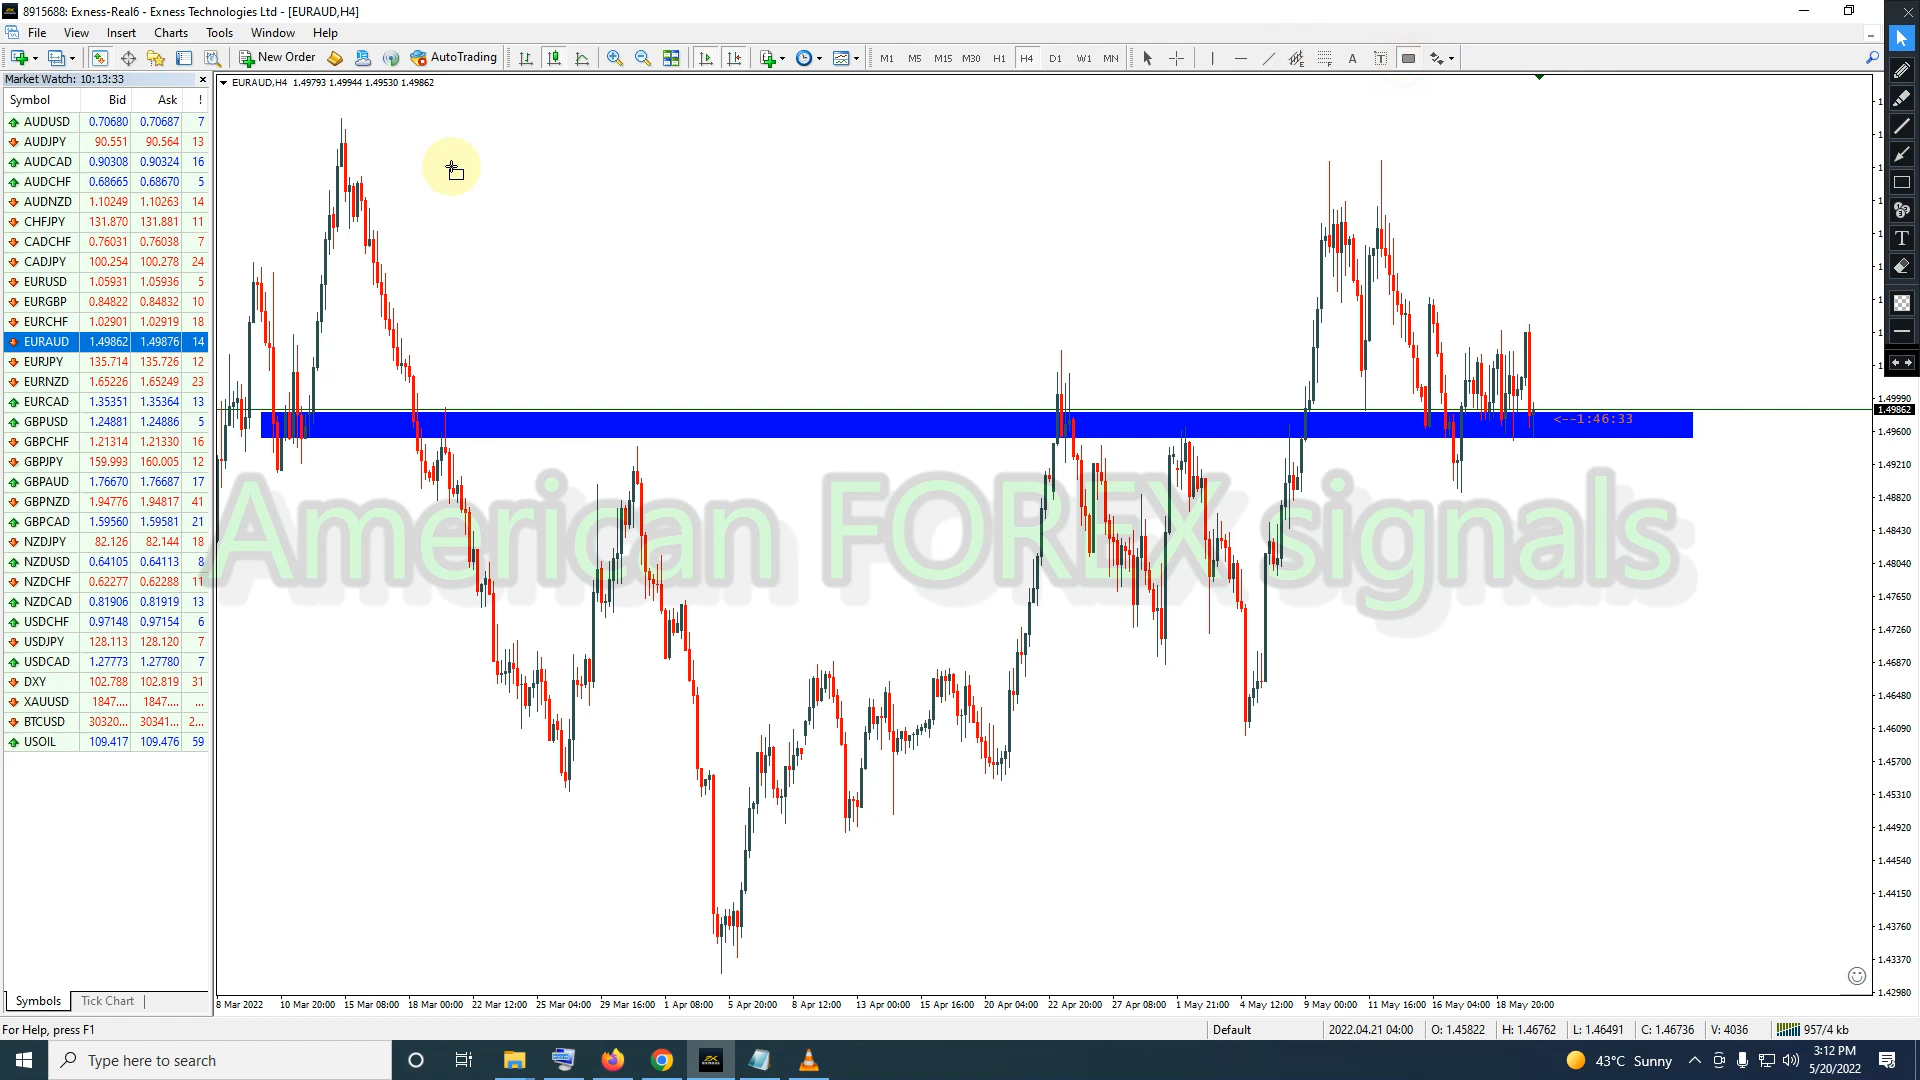 8915688: Exness-Real6 - Exness Technologies Ltd - [EURAUD,H4]
File View Insert Charts Tools Window Help
New Order AutoTrading M1 M5 M15 M30 H1 H4 D1 W1 MN A T
Market Watch: 10:13:33
EURAUD,H4 1.49793 1.49944 1.49530 1.49862
Symbol Bid Ask !
AUDUSD 0.70680 0.70687 7
AUDJPY 90.551 90.564 13
AUDCAD 0.90308 0.90324 16
AUDCHF 0.68665 0.68670 5
AUDNZD 1.10249 1.10263 14
CHFJPY 131.870 131.881 11
CADCHF 0.76031 0.76038 7
CADJPY 100.254 100.278 24
EURUSD 1.05931 1.05936 5
EURGBP 0.84822 0.84832 10
EURCHF 1.02901 1.02919 18
EURAUD 1.49862 1.49876 14
EURJPY 135.714 135.726 12
EURNZD 1.65226 1.65249 23
EURCAD 1.35351 1.35364 13
GBPUSD 1.24881 1.24886 5
GBPCHF 1.21314 1.21330 16
GBPJPY 159.993 160.005 12
GBPAUD 1.76670 1.76687 17
GBPNZD 1.94776 1.94817 41
GBPCAD 1.59560 1.59581 21
NZDJPY 82.126 82.144 18
NZDUSD 0.64105 0.64113 8
NZDCHF 0.62277 0.62288 11
NZDCAD 0.81906 0.81919 13
USDCHF 0.97148 0.97154 6
USDJPY 128.113 128.120 7
USDCAD 1.27773 1.27780 7
DXY 102.788 102.819 31
XAUUSD 1847.... 1847.... ...
BTCUSD 30320... 30341... 2...
USOIL 109.417 109.476 59
Symbols Tick Chart
<--1:46:33
American FOREX signals
1.49990
1.49862
1.49600
1.49210
1.48820
1.48430
1.48040
1.47650
1.47260
1.46870
1.46480
1.46090
1.45700
1.45310
1.44920
1.44540
1.44150
1.43760
1.43370
1.42980
8 Mar 2022 10 Mar 20:00 15 Mar 08:00 18 Mar 00:00 22 Mar 12:00 25 Mar 04:00 29 Mar 16:00 1 Apr 08:00 5 Apr 20:00 8 Apr 12:00 13 Apr 00:00 15 Apr 16:00 20 Apr 04:00 22 Apr 20:00 27 Apr 08:00 1 May 21:00 4 May 12:00 9 May 00:00 11 May 16:00 16 May 04:00 18 May 20:00
For Help, press F1 Default 2022.04.21 04:00 O: 1.45822 H: 1.46762 L: 1.46491 C: 1.46736 V: 4036 957/4 kb
Type here to search
EXNESS
43°C Sunny
3:12 PM
5/20/2022